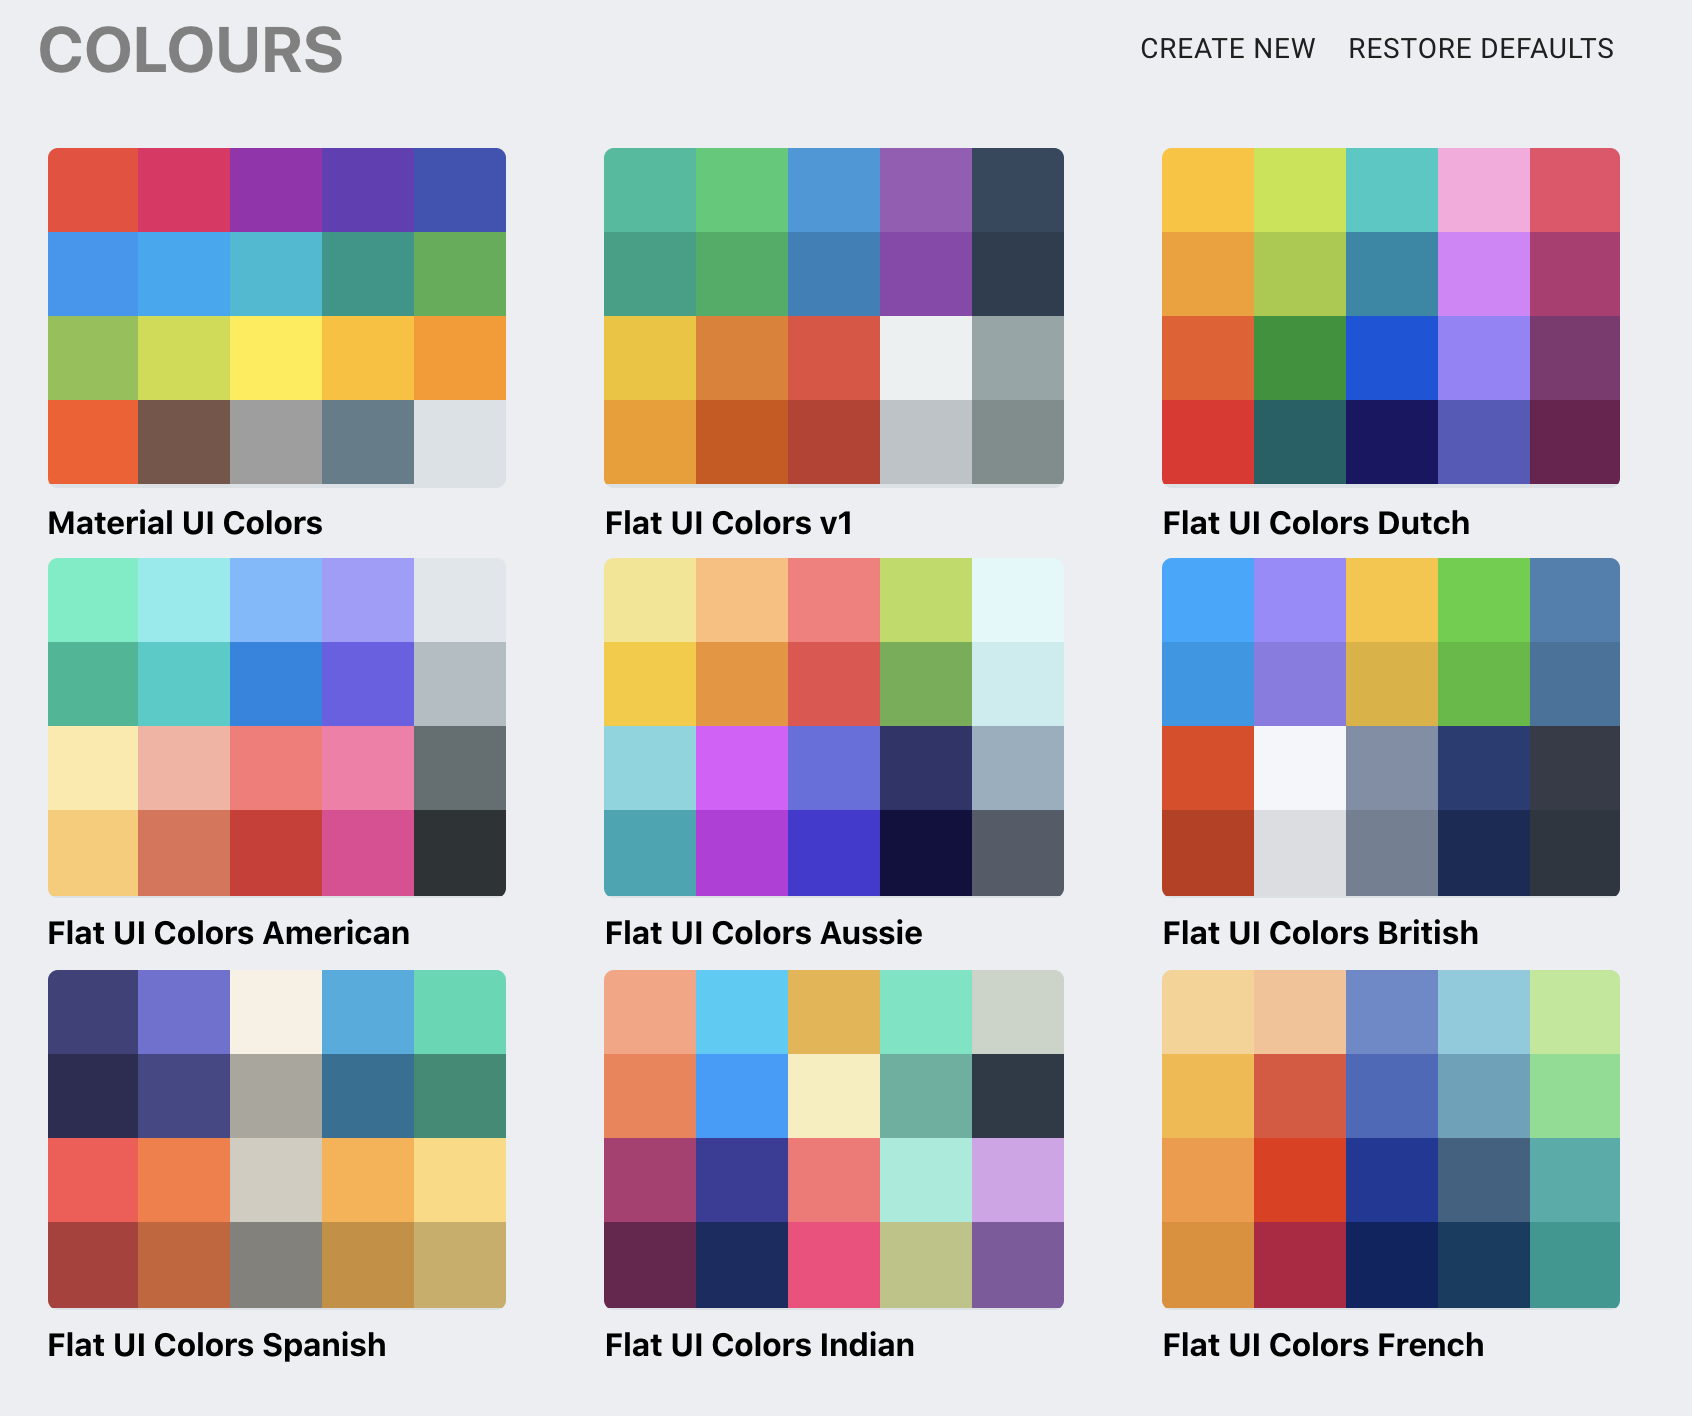 COLOURS
CREATE NEW
RESTORE DEFAULTS
Material UI Colors
Flat UI Colors v1
Flat UI Colors Dutch
Flat UI Colors American
Flat UI Colors Aussie
Flat UI Colors British
Flat UI Colors Spanish
Flat UI Colors Indian
Flat UI Colors French